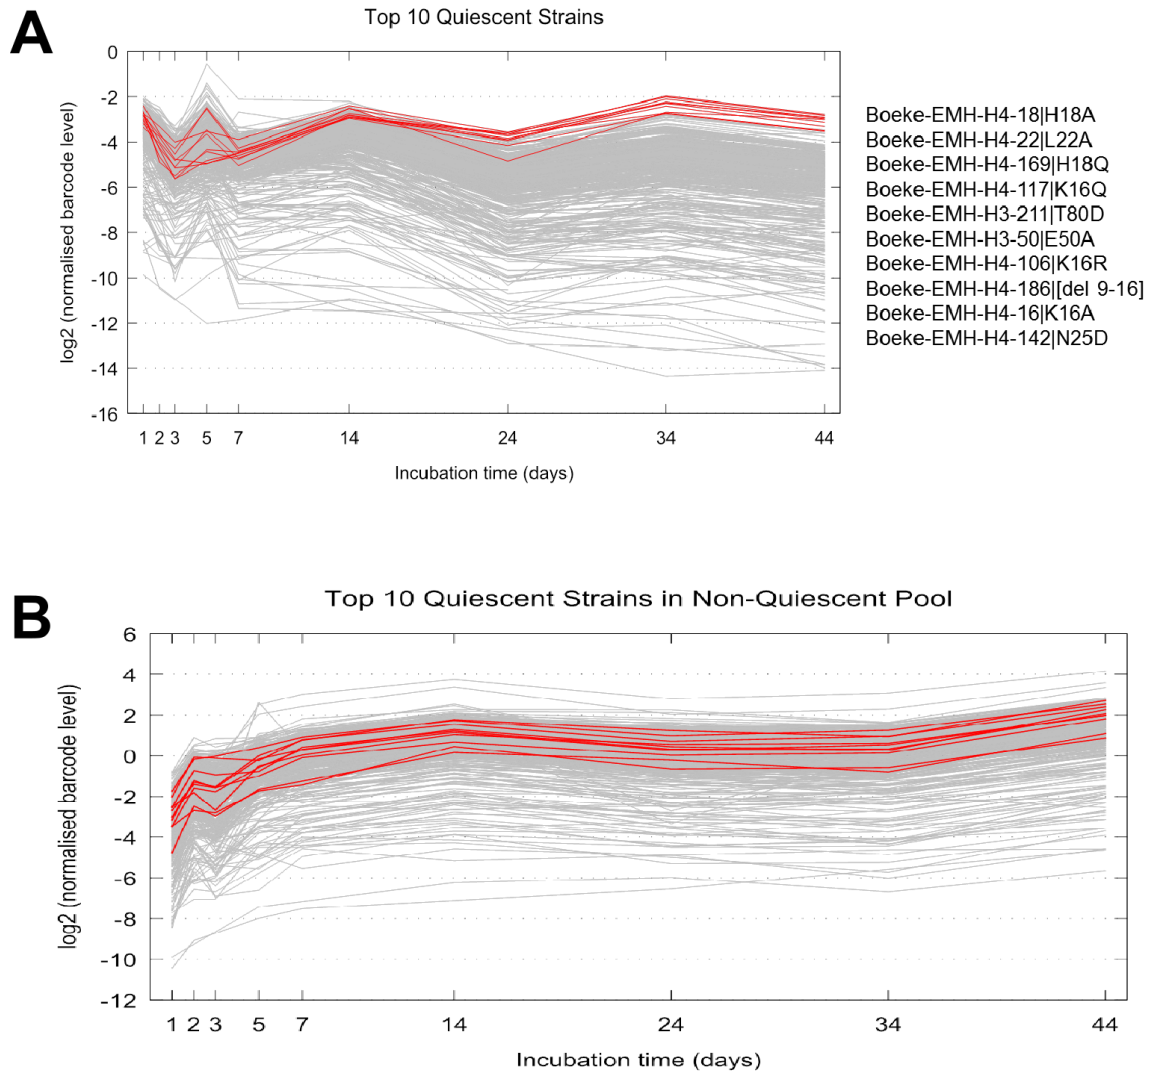 A
Top 10 Quiescent Strains
0
-2
-4
-6
-8
-10
-12
-14
-16
log2 (normalised barcode level)
1 2 3 5 7 14 24 34 44
Incubation time (days)
Boeke-EMH-H4-18|H18A
Boeke-EMH-H4-22|L22A
Boeke-EMH-H4-169|H18Q
Boeke-EMH-H4-117|K16Q
Boeke-EMH-H3-211|T80D
Boeke-EMH-H3-50|E50A
Boeke-EMH-H4-106|K16R
Boeke-EMH-H4-186|[del 9-16]
Boeke-EMH-H4-16|K16A
Boeke-EMH-H4-142|N25D
B
Top 10 Quiescent Strains in Non-Quiescent Pool
6
4
2
0
-2
-4
-6
-8
-10
-12
log2 (normalised barcode level)
1 2 3 5 7 14 24 34 44
Incubation time (days)